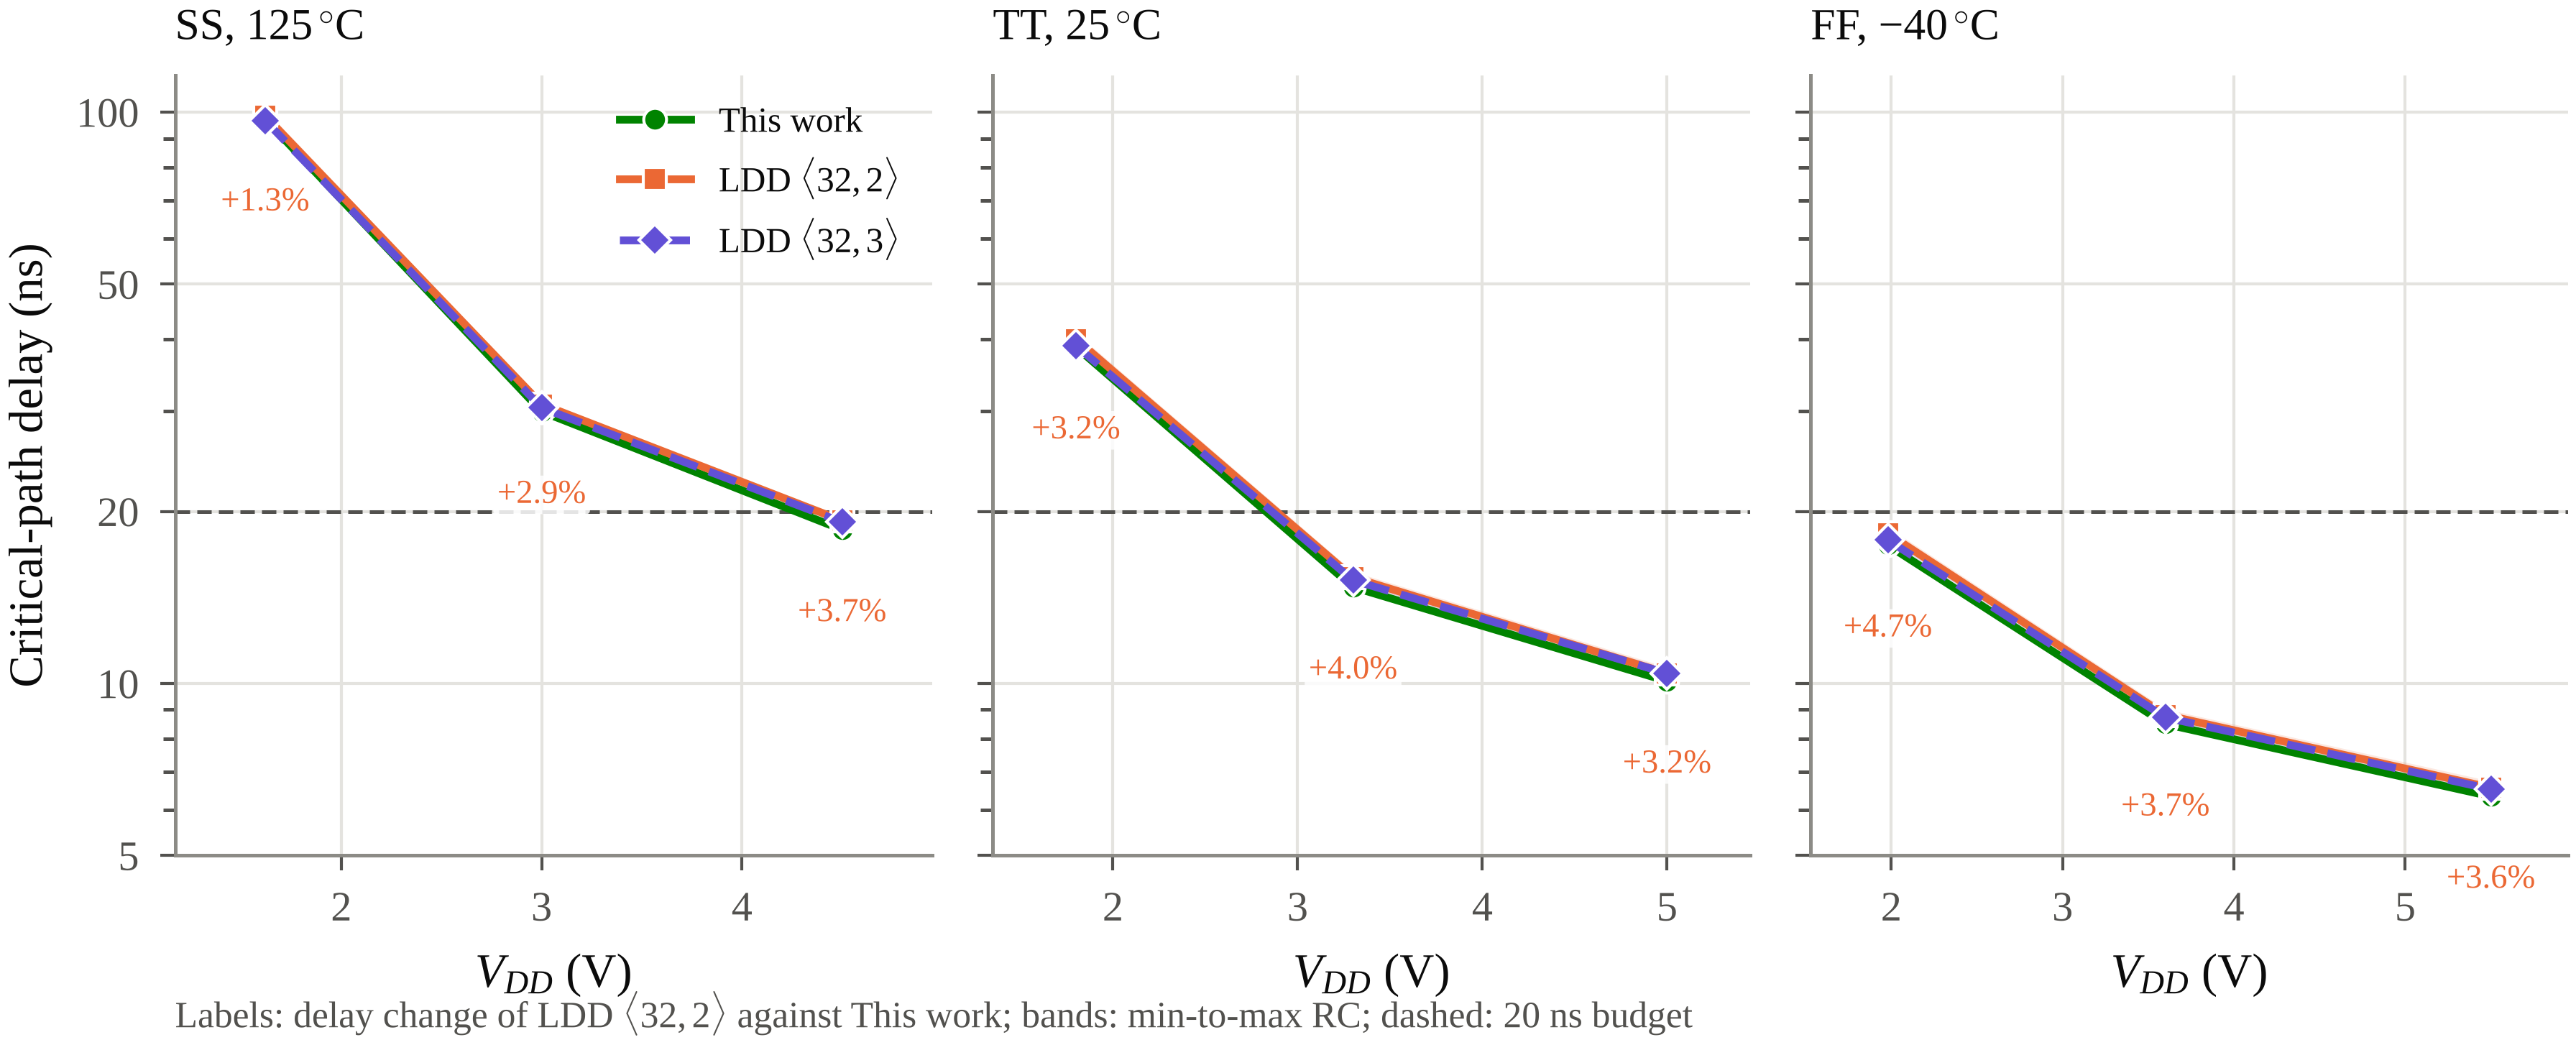 SS, 125 °C
TT, 25 °C
FF, −40 °C
Critical-path delay (ns)
100
50
20
10
5
This work
LDD ⟨32, 2⟩
LDD ⟨32, 3⟩
+1.3%
+2.9%
+3.7%
+3.2%
+4.0%
+3.2%
+4.7%
+3.7%
+3.6%
2 3 4
2 3 4 5
2 3 4 5
V_DD (V)
V_DD (V)
V_DD (V)
Labels: delay change of LDD ⟨32, 2⟩ against This work; bands: min-to-max RC; dashed: 20 ns budget